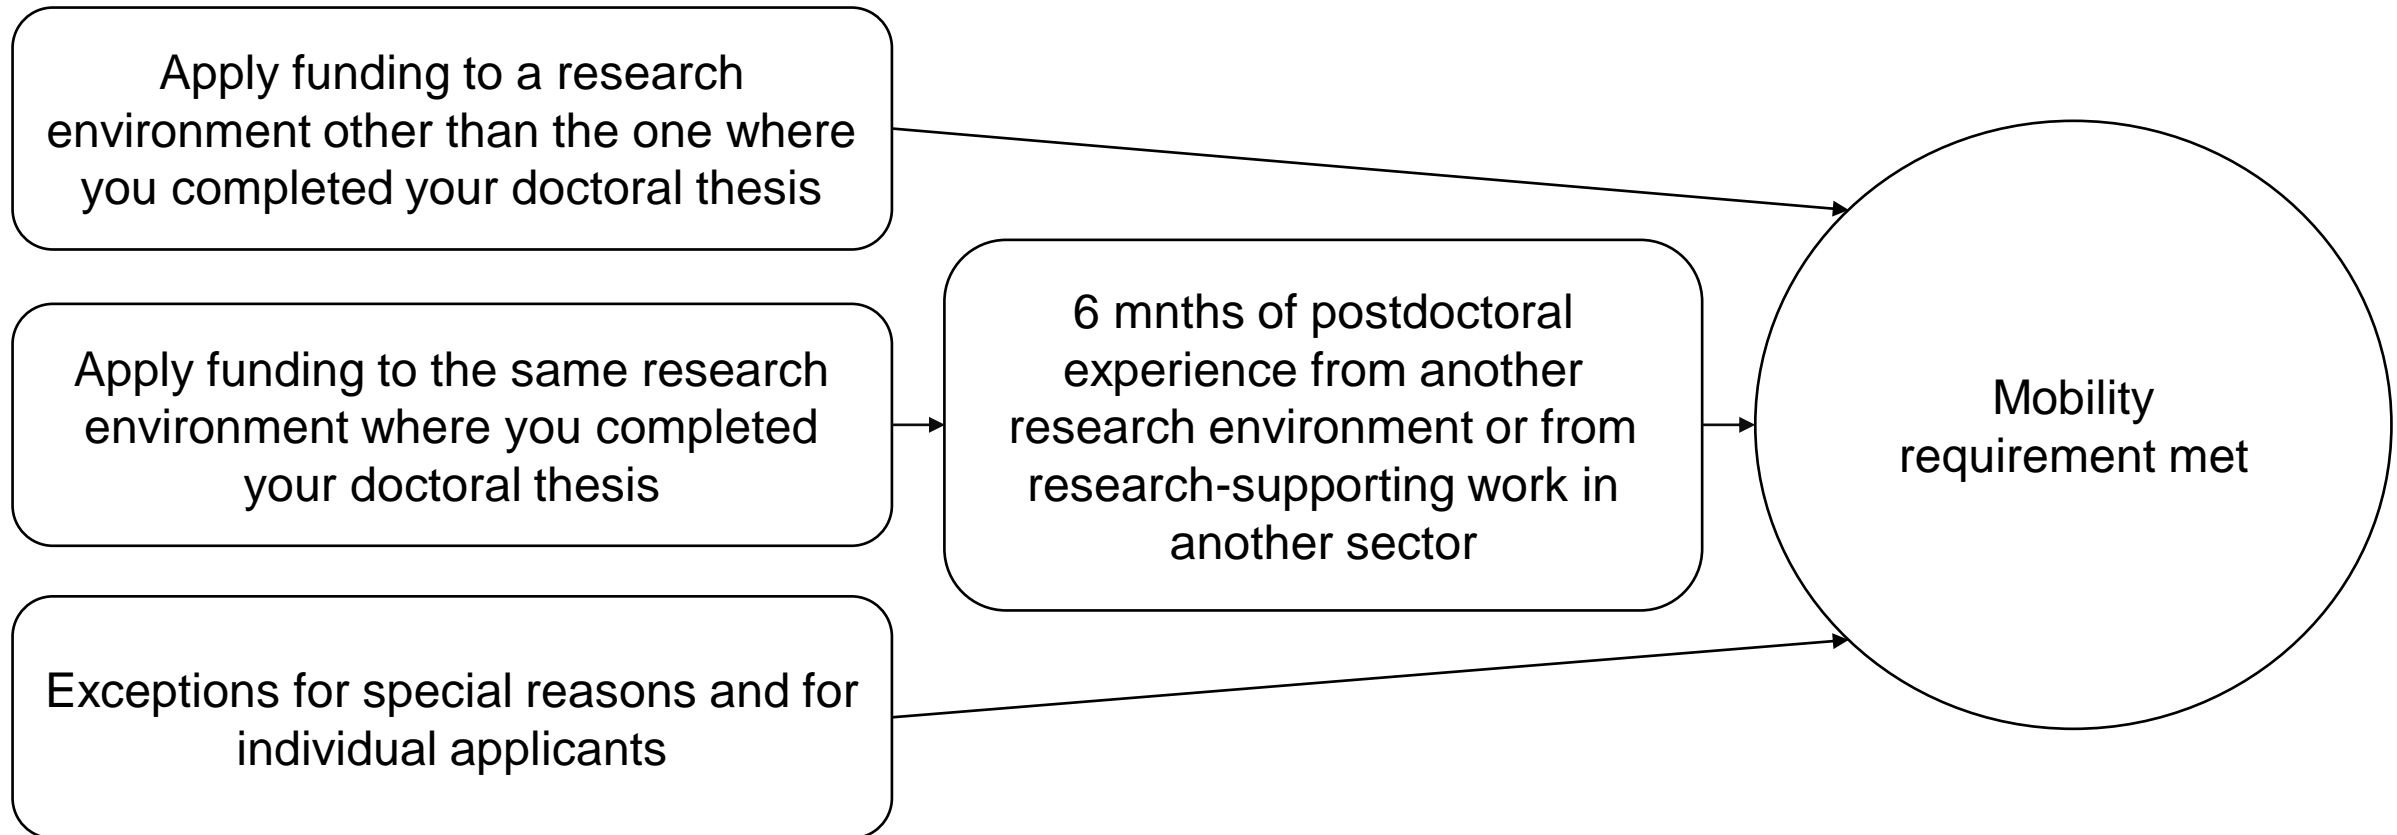 Apply funding to a research
environment other than the one where
you completed your doctoral thesis
Apply funding to the same research
environment where you completed
your doctoral thesis
Exceptions for special reasons and for
individual applicants
6 mnths of postdoctoral
experience from another
research environment or from
research-supporting work in
another sector
Mobility
requirement met